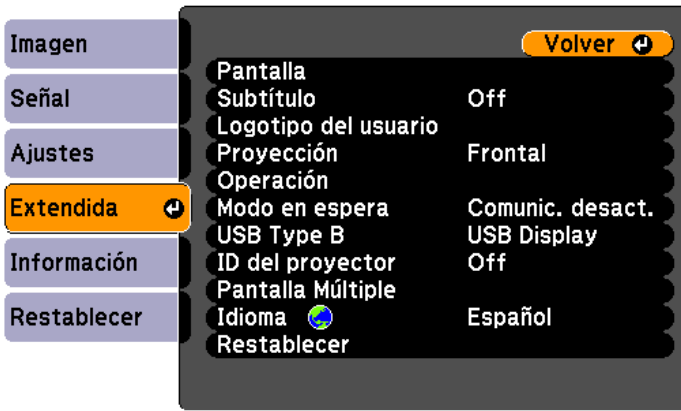 Imagen
Señal
Ajustes
Extendida
Información
Restablecer
Volver
Pantalla
Subtítulo Off
Logotipo del usuario
Proyección Frontal
Operación
Modo en espera Comunic. desact.
USB Type B USB Display
ID del proyector Off
Pantalla Múltiple
Idioma Español
Restablecer